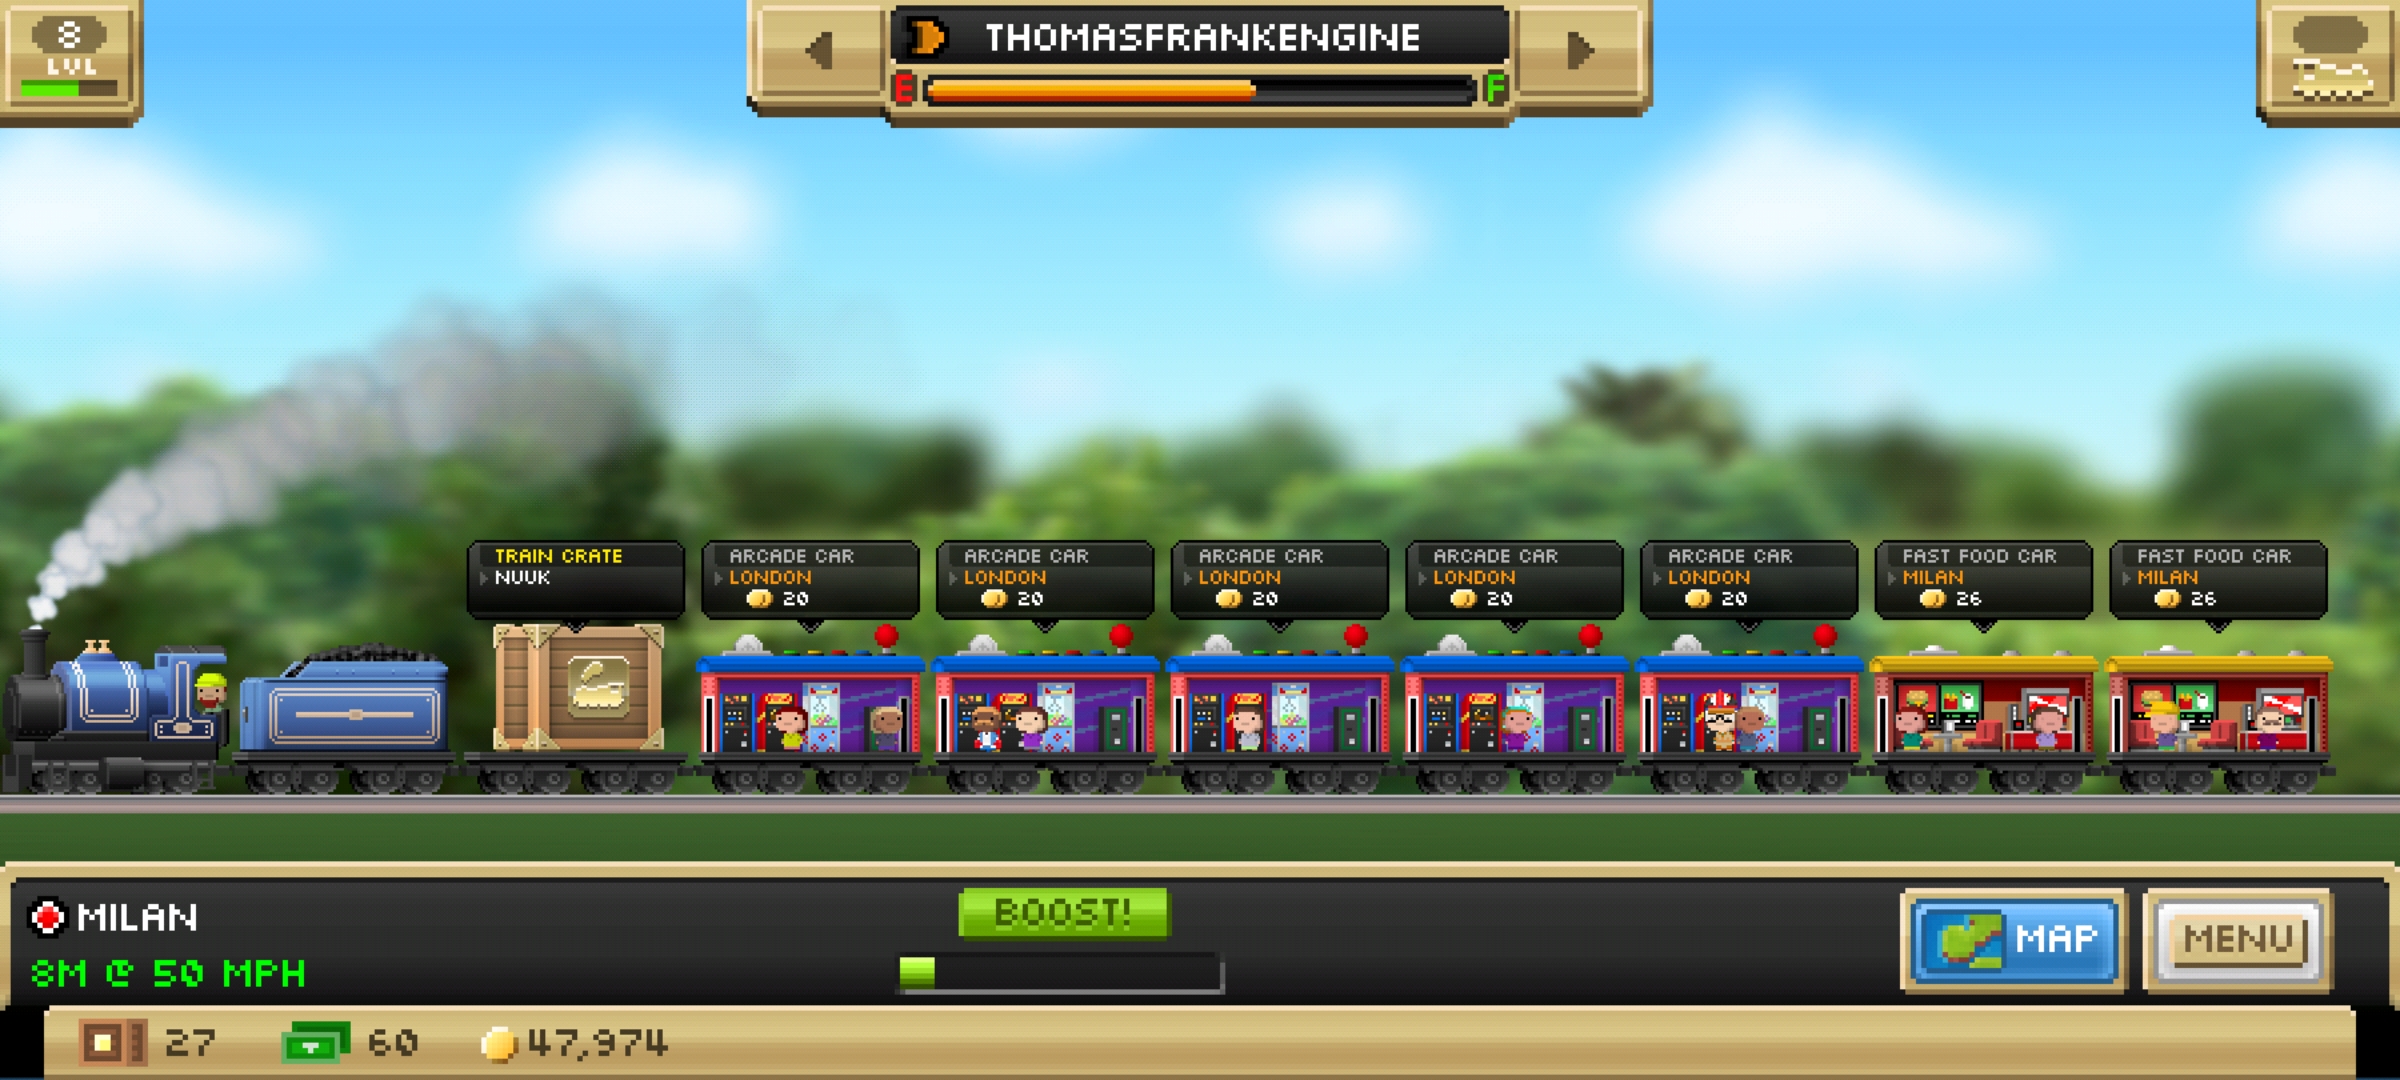 8
LVL
THOMASFRANKENGINE
E F
TRAIN CRATE
NUUK
ARCADE CAR
LONDON
20
ARCADE CAR
LONDON
20
ARCADE CAR
LONDON
20
ARCADE CAR
LONDON
20
ARCADE CAR
LONDON
20
FAST FOOD CAR
MILAN
26
FAST FOOD CAR
MILAN
26
MILAN
8M @ 50 MPH
BOOST!
MAP
MENU
27
60
47,974